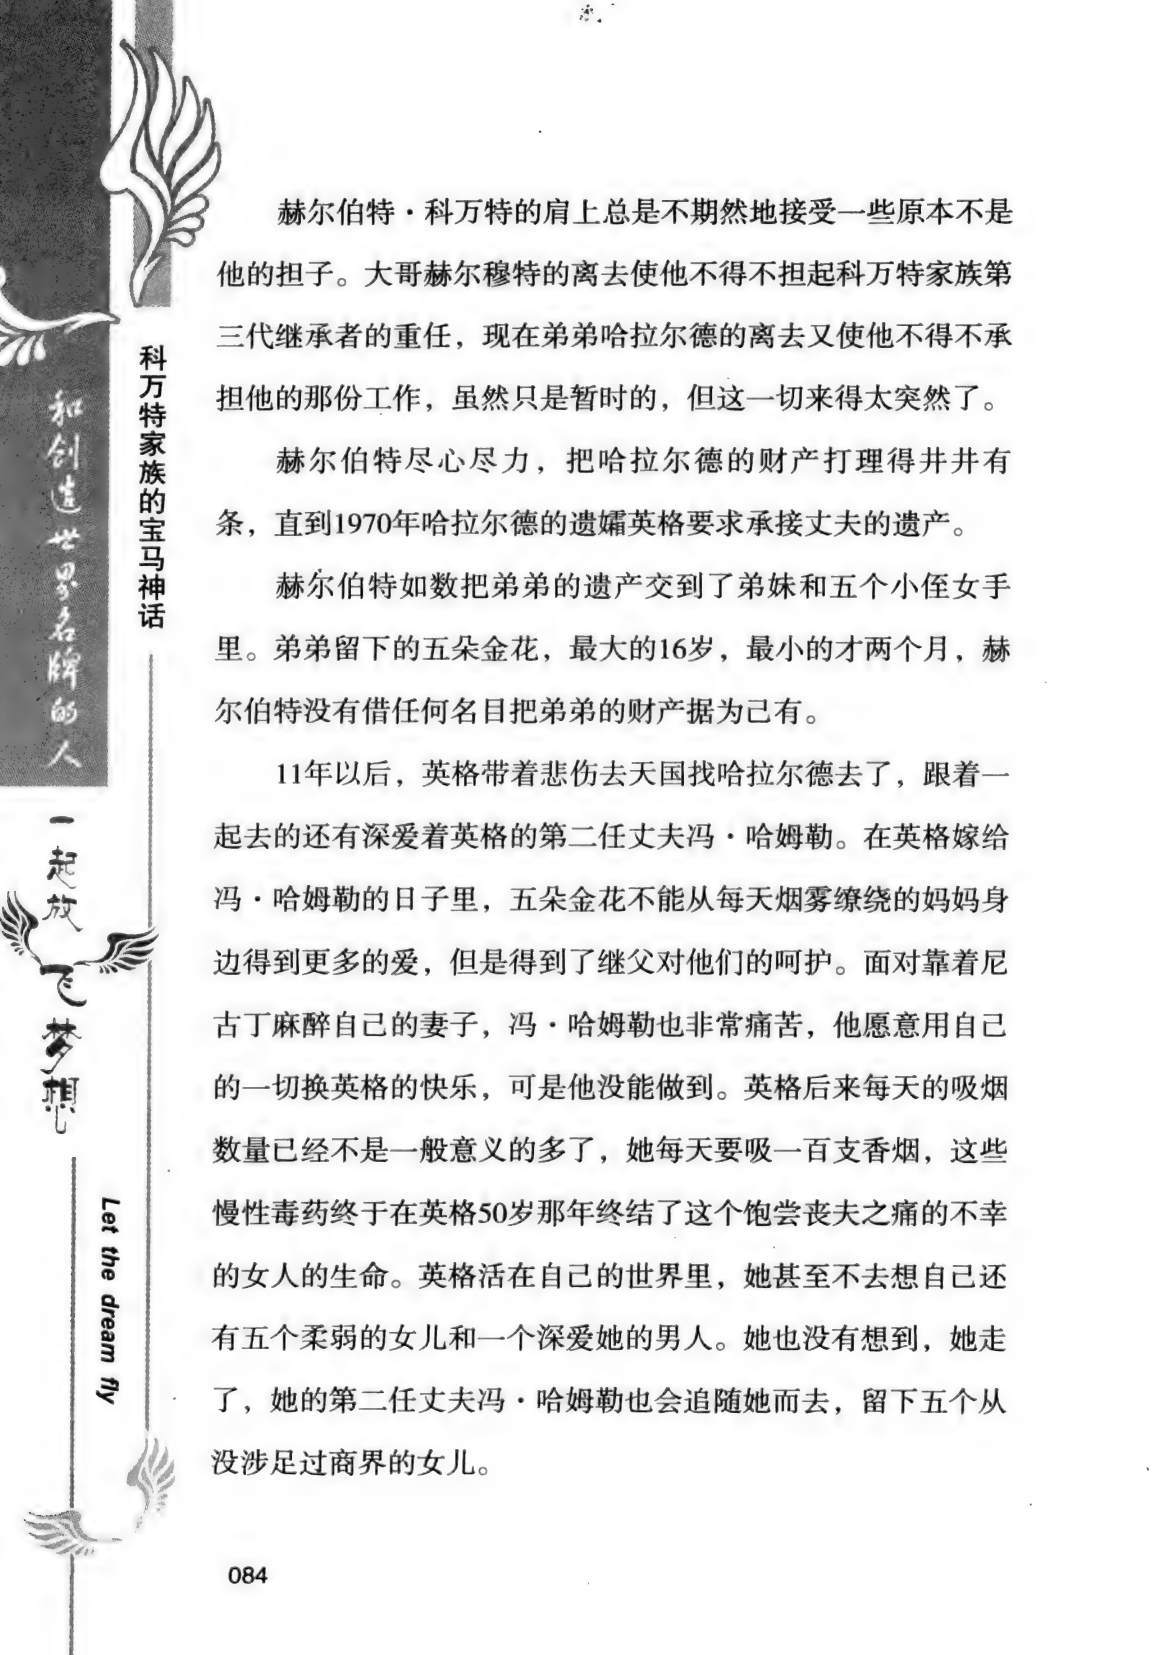 和创造世界名牌的人
一起放飞梦想
科万特家族的宝马神话
Let the dream fly
赫尔伯特·科万特的肩上总是不期然地接受一些原本不是
他的担子。大哥赫尔穆特的离去使他不得不担起科万特家族第
三代继承者的重任，现在弟弟哈拉尔德的离去又使他不得不承
担他的那份工作，虽然只是暂时的，但这一切来得太突然了。
赫尔伯特尽心尽力，把哈拉尔德的财产打理得井井有
条，直到1970年哈拉尔德的遗孀英格要求承接丈夫的遗产。
赫尔伯特如数把弟弟的遗产交到了弟妹和五个小侄女手
里。弟弟留下的五朵金花，最大的16岁，最小的才两个月，赫
尔伯特没有借任何名目把弟弟的财产据为己有。
11年以后，英格带着悲伤去天国找哈拉尔德去了，跟着一
起去的还有深爱着英格的第二任丈夫冯·哈姆勒。在英格嫁给
冯·哈姆勒的日子里，五朵金花不能从每天烟雾缭绕的妈妈身
边得到更多的爱，但是得到了继父对他们的呵护。面对靠着尼
古丁麻醉自己的妻子，冯·哈姆勒也非常痛苦，他愿意用自己
的一切换英格的快乐，可是他没能做到。英格后来每天的吸烟
数量已经不是一般意义的多了，她每天要吸一百支香烟，这些
慢性毒药终于在英格50岁那年终结了这个饱尝丧夫之痛的不幸
的女人的生命。英格活在自己的世界里，她甚至不去想自己还
有五个柔弱的女儿和一个深爱她的男人。她也没有想到，她走
了，她的第二任丈夫冯·哈姆勒也会追随她而去，留下五个从
没涉足过商界的女儿。
084